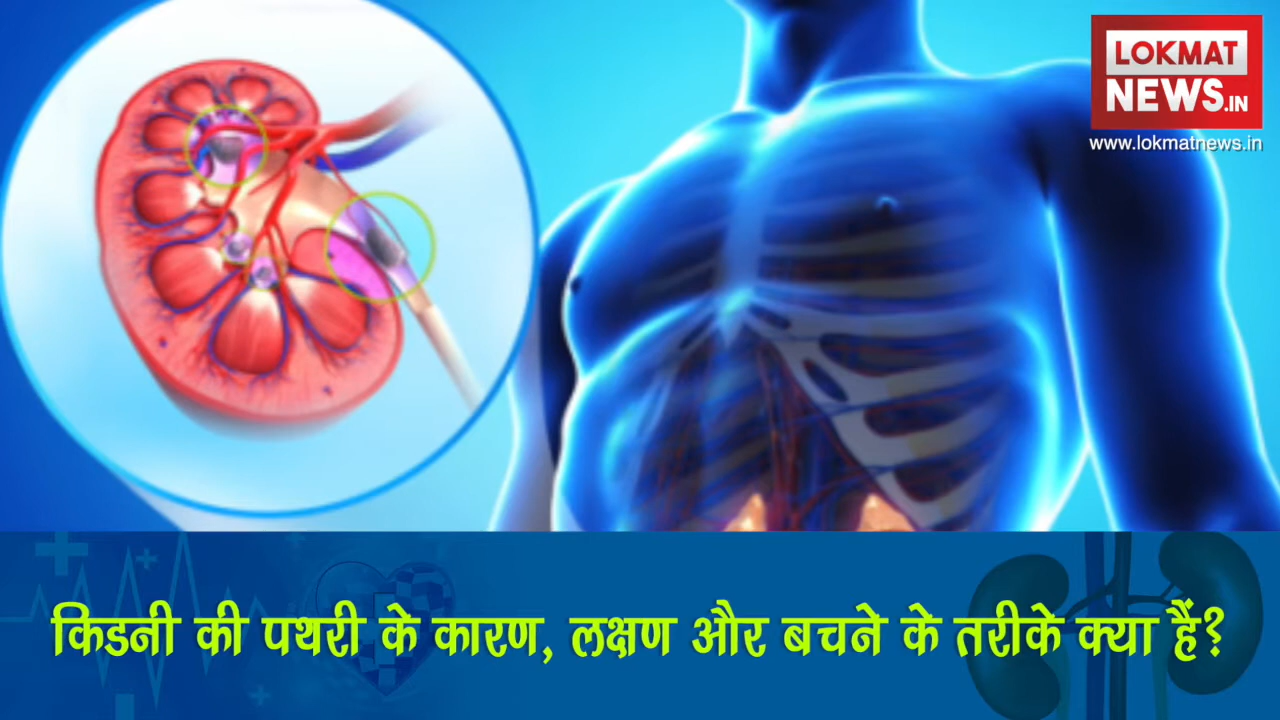 LOKMAT
NEWS.IN
www.lokmatnews.in
किडनी की पथरी के कारण, लक्षण और बचने के तरीके क्या हैं?